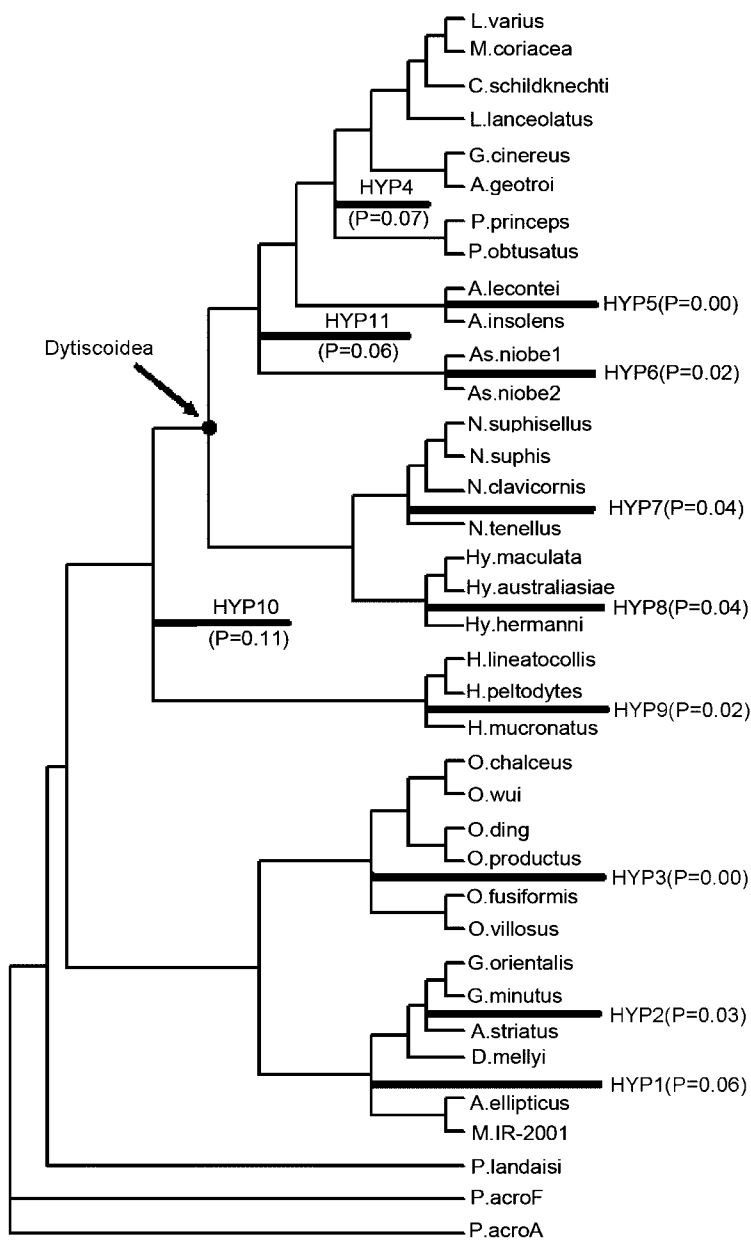 L.varius
M.coriacea
C.schildknechti
L.lanceolatus
G.cinereus
A.geotroi
HYP4
(P=0.07)
P.princeps
P.obtusatus
A.lecontei
HYP5(P=0.00)
A.insolens
HYP11
(P=0.06)
Dytiscoidea
As.niobe1
HYP6(P=0.02)
As.niobe2
N.suphisellus
N.suphis
N.clavicornis
HYP7(P=0.04)
N.tenellus
Hy.maculata
Hy.australiasiae
HYP8(P=0.04)
Hy.hermanni
HYP10
(P=0.11)
H.lineatocollis
H.peltodytes
HYP9(P=0.02)
H.mucronatus
O.chalceus
O.wui
O.ding
O.productus
HYP3(P=0.00)
O.fusiformis
O.villosus
G.orientalis
G.minutus
HYP2(P=0.03)
A.striatus
D.mellyi
HYP1(P=0.06)
A.ellipticus
M.IR-2001
P.landaisi
P.acroF
P.acroA